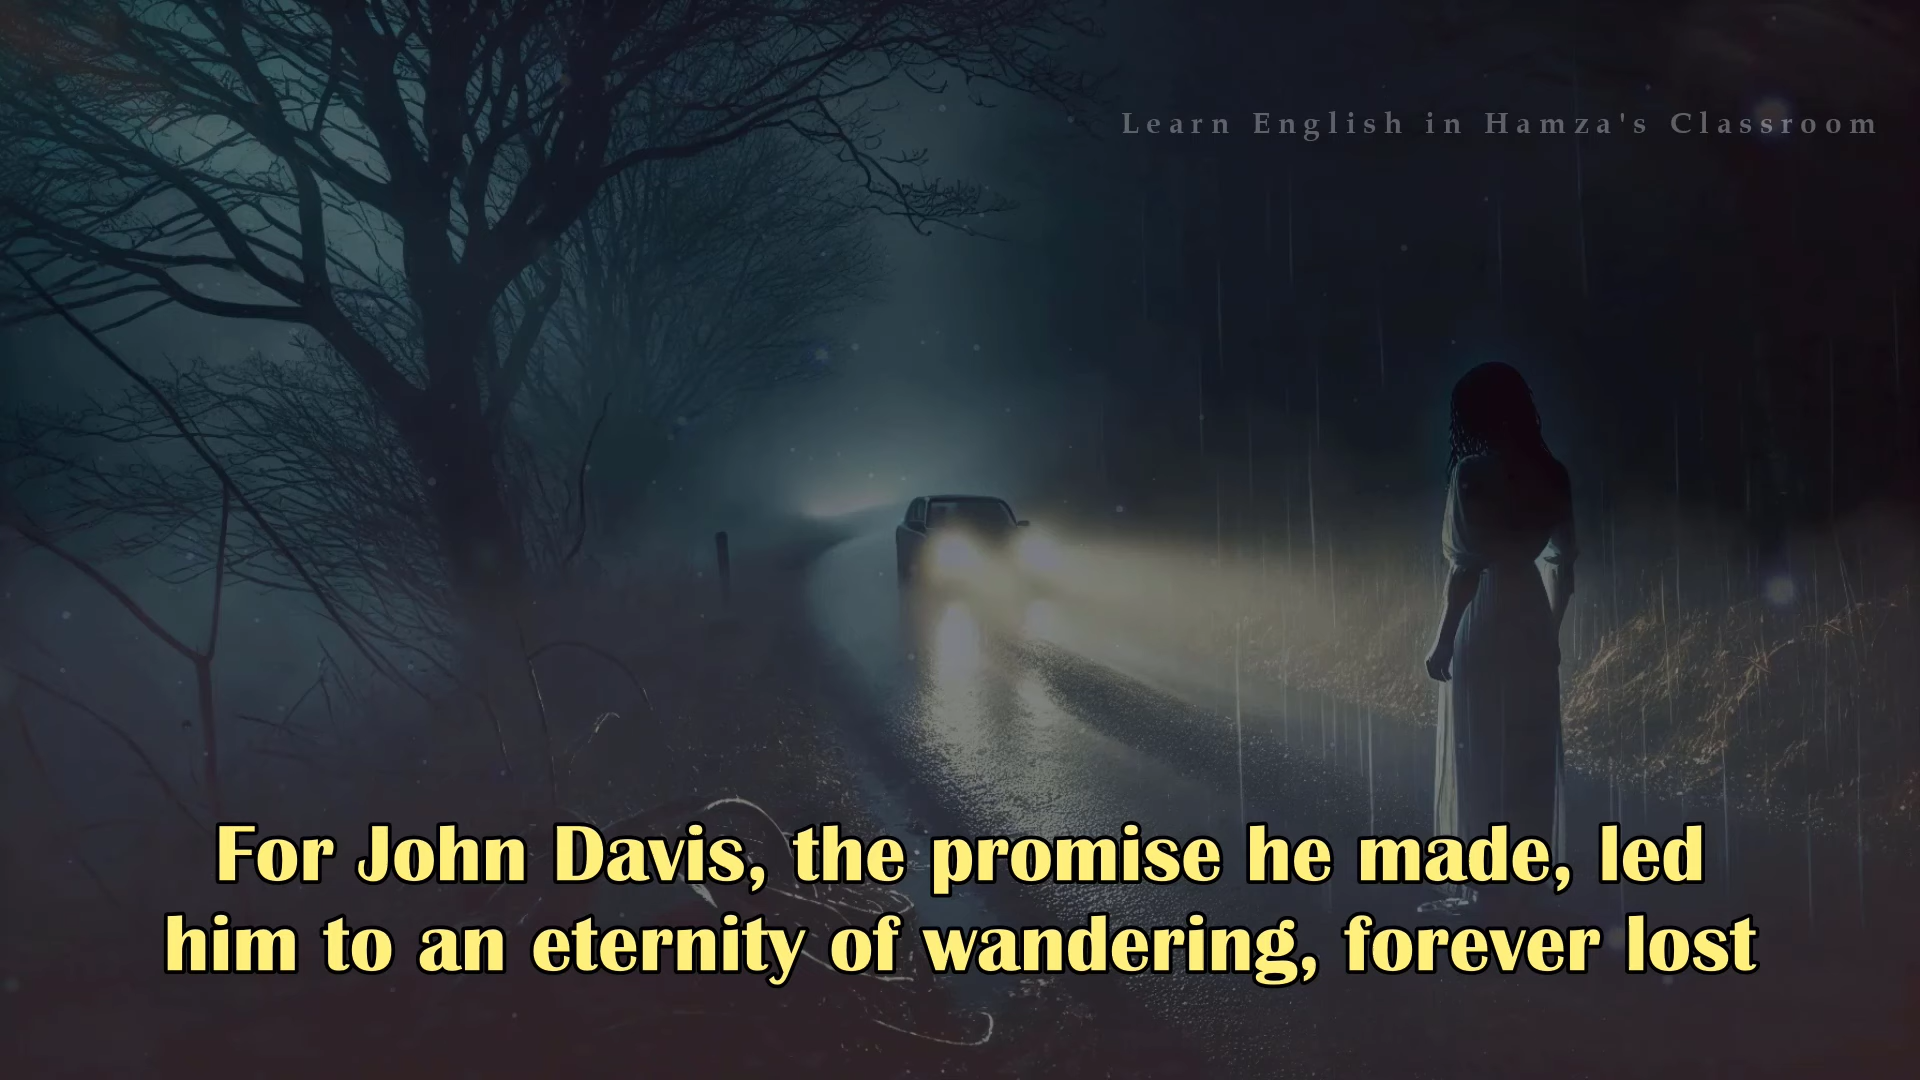 Learn English in Hamza's Classroom
For John Davis, the promise he made, led
him to an eternity of wandering, forever lost